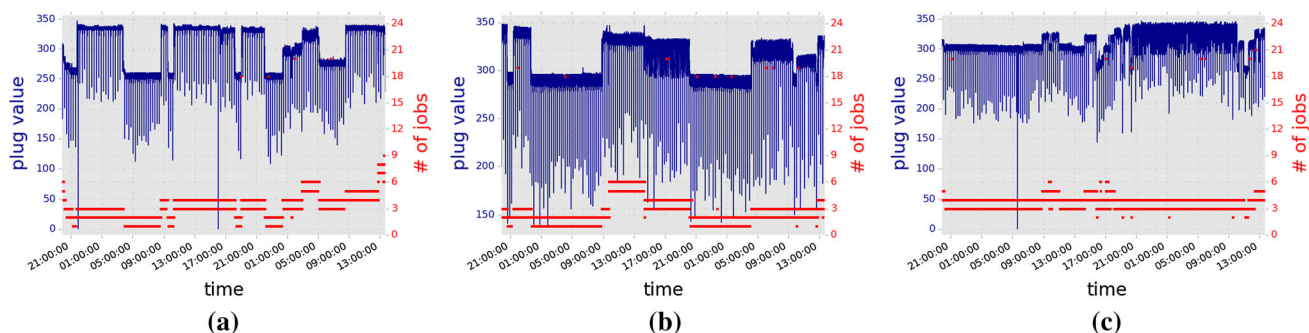 350 300 250 200 150 100 50 0
plug value
24 21 18 15 12 9 6 3 0
# of jobs
21:00:00 01:00:00 05:00:00 09:00:00 13:00:00 17:00:00 21:00:00 01:00:00 05:00:00 09:00:00 13:00:00
time
(a)
350 300 250 200 150
plug value
24 21 18 15 12 9 6 3 0
# of jobs
21:00:00 01:00:00 05:00:00 09:00:00 13:00:00 17:00:00 21:00:00 01:00:00 05:00:00 09:00:00 13:00:00
time
(b)
350 300 250 200 150 100 50 0
plug value
24 21 18 15 12 9 6 3 0
# of jobs
21:00:00 01:00:00 05:00:00 09:00:00 13:00:00 17:00:00 21:00:00 01:00:00 05:00:00 09:00:00 13:00:00
time
(c)